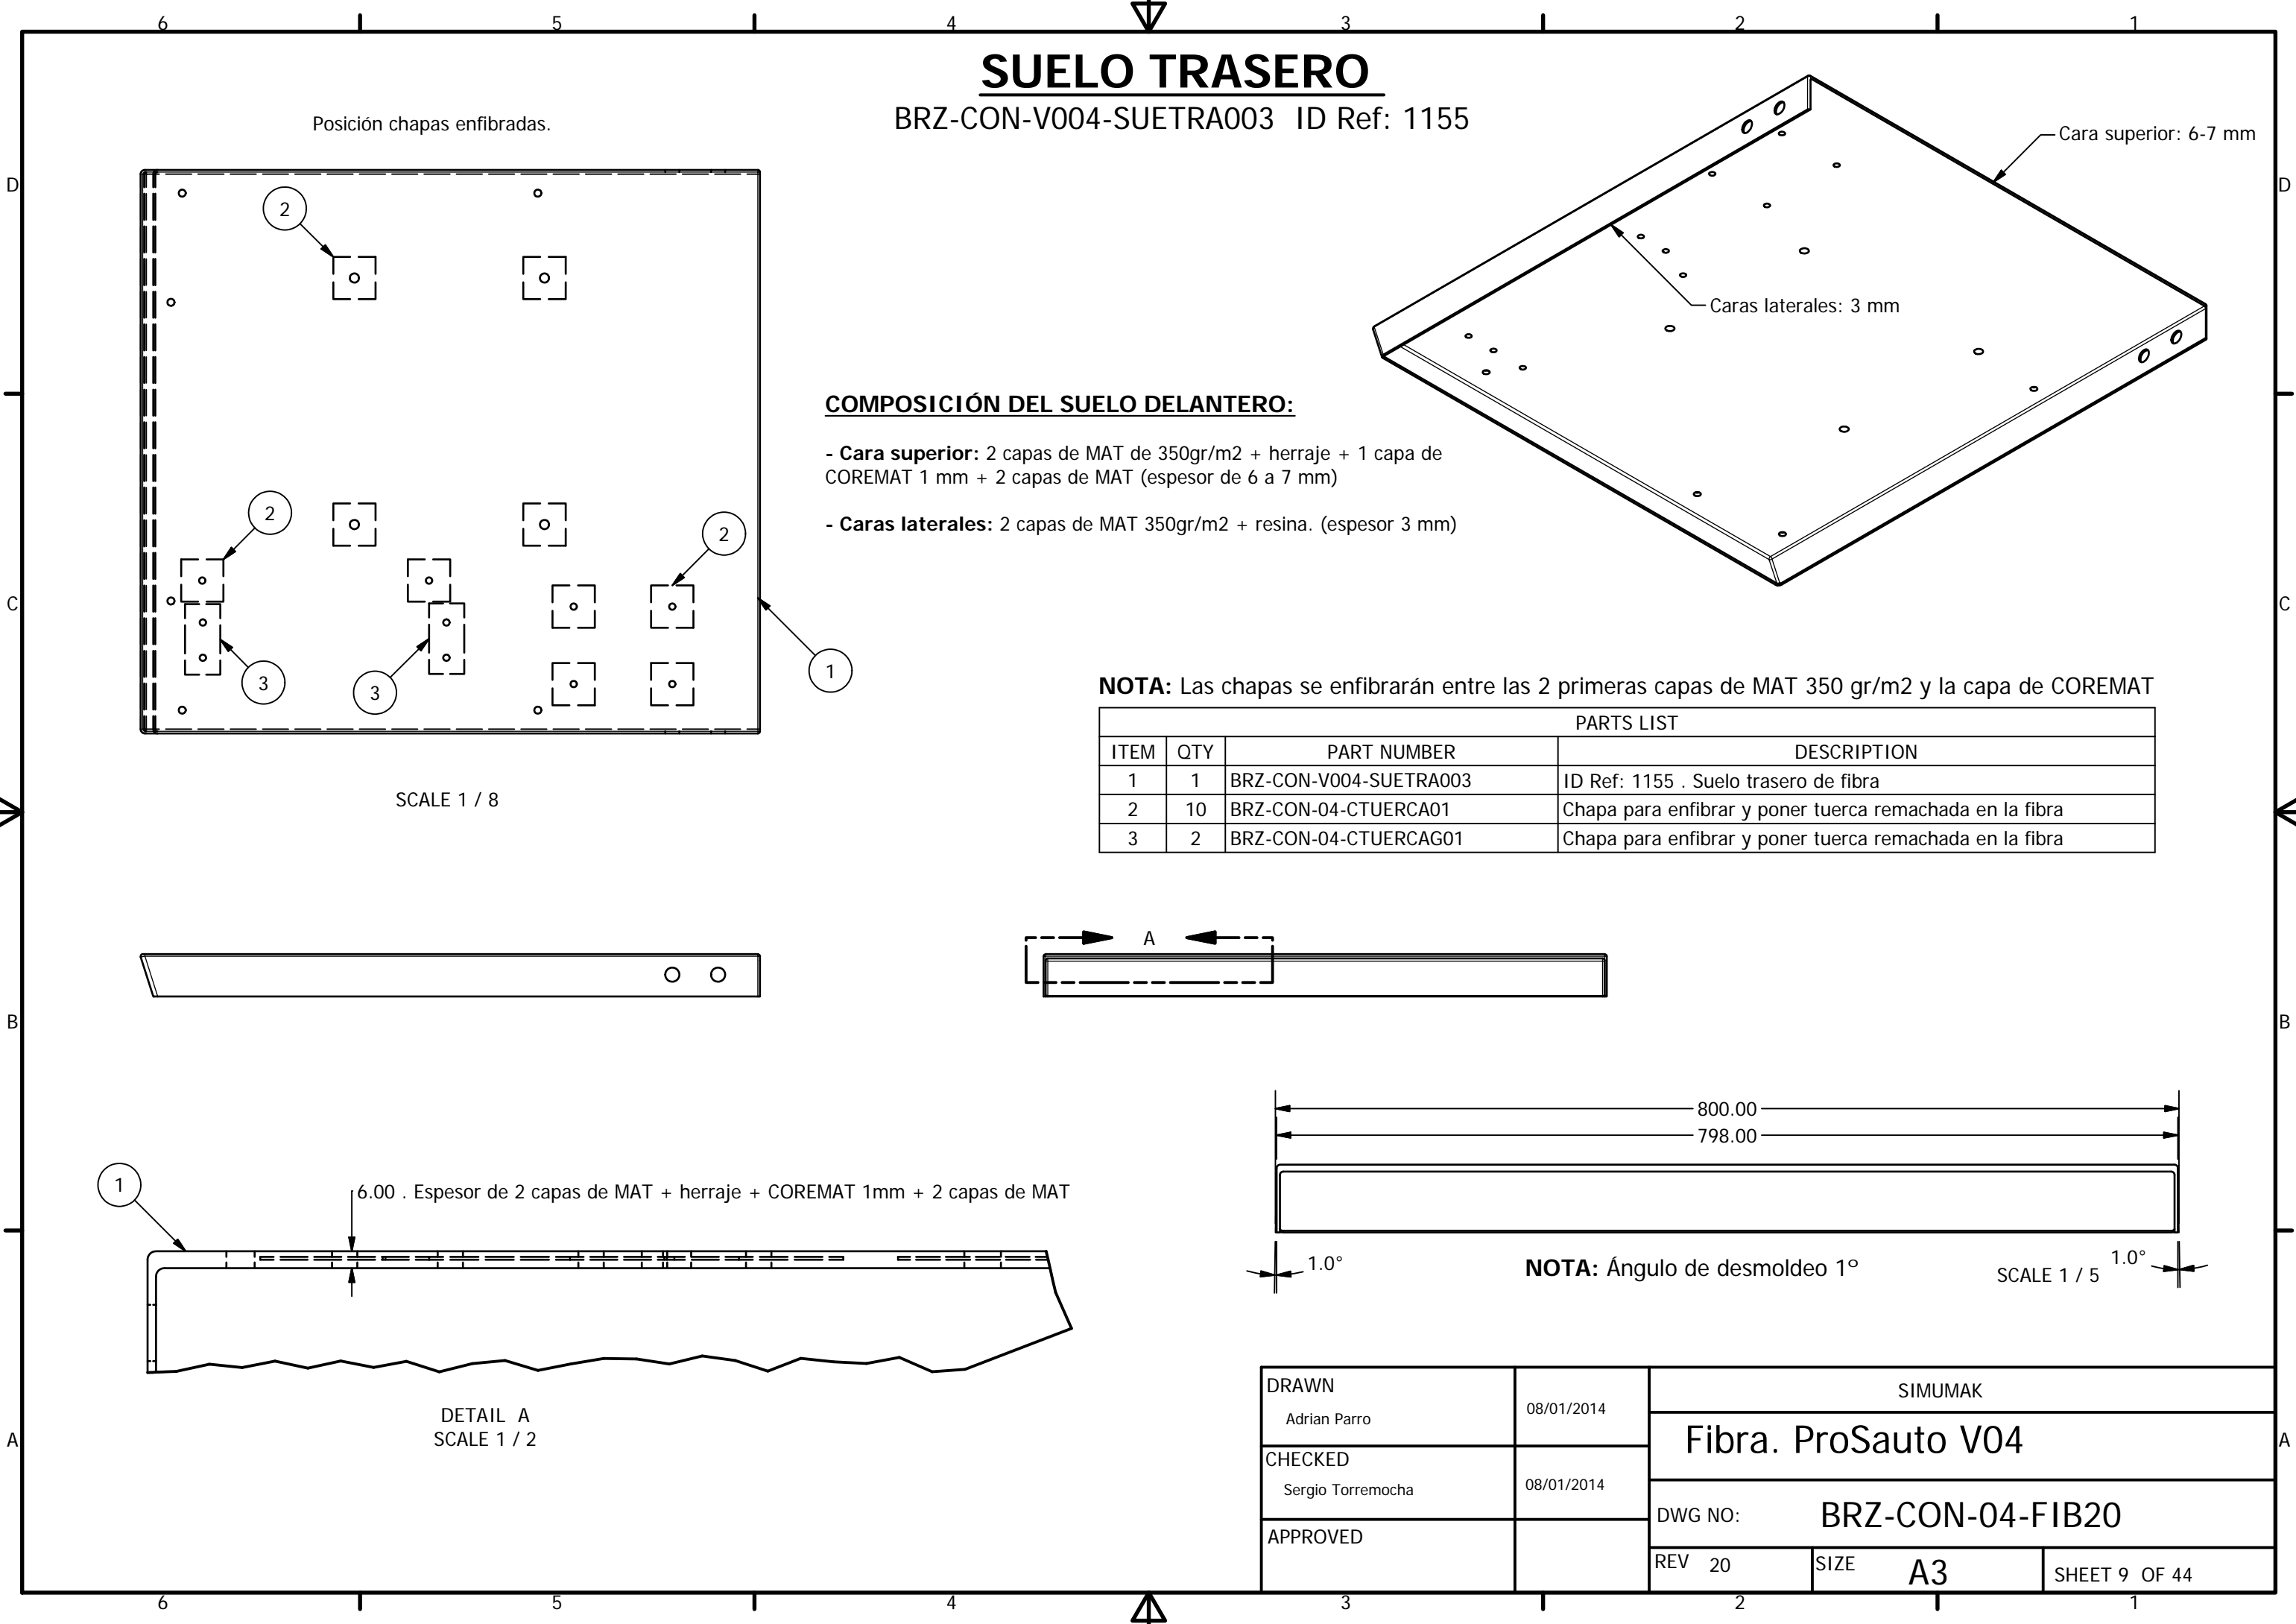 6 5 4 3 2 1
SUELO TRASERO
BRZ-CON-V004-SUETRA003 ID Ref: 1155
Posición chapas enfibradas.
Cara superior: 6-7 mm
D D
2
Caras laterales: 3 mm
COMPOSICIÓN DEL SUELO DELANTERO:
- Cara superior: 2 capas de MAT de 350gr/m2 + herraje + 1 capa de
COREMAT 1 mm + 2 capas de MAT (espesor de 6 a 7 mm)
- Caras laterales: 2 capas de MAT 350gr/m2 + resina. (espesor 3 mm)
2
2
C C
1
3
3
SCALE 1 / 8
NOTA: Las chapas se enfibrarán entre las 2 primeras capas de MAT 350 gr/m2 y la capa de COREMAT
PARTS LIST
ITEM QTY PART NUMBER DESCRIPTION
1 1 BRZ-CON-V004-SUETRA003 ID Ref: 1155 . Suelo trasero de fibra
2 10 BRZ-CON-04-CTUERCA01 Chapa para enfibrar y poner tuerca remachada en la fibra
3 2 BRZ-CON-04-CTUERCAG01 Chapa para enfibrar y poner tuerca remachada en la fibra
A
B B
800.00
798.00
1
6.00 . Espesor de 2 capas de MAT + herraje + COREMAT 1mm + 2 capas de MAT
1.0°
NOTA: Ángulo de desmoldeo 1º
SCALE 1 / 5
1.0°
DETAIL A
SCALE 1 / 2
A A
DRAWN
Adrian Parro
08/01/2014
CHECKED
Sergio Torremocha
08/01/2014
APPROVED
SIMUMAK
Fibra. ProSauto V04
DWG NO: BRZ-CON-04-FIB20
REV 20
SIZE A3
SHEET 9 OF 44
6 5 4 3 2 1